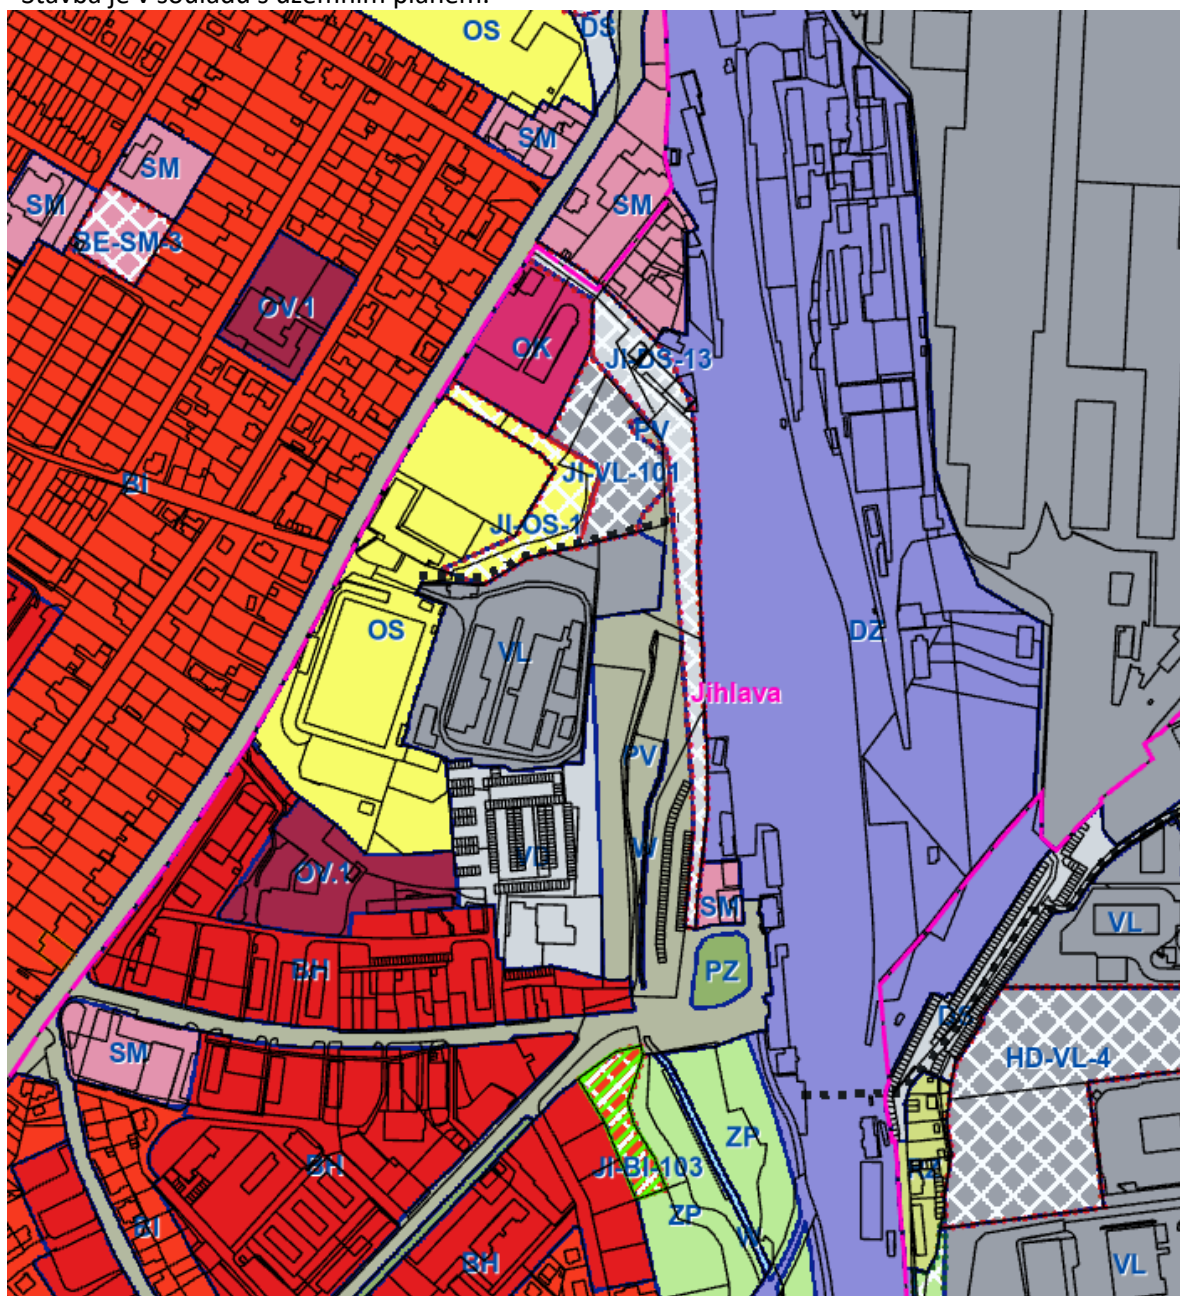 Stavba je v souladu s územním plánem.
OS
DS
SM
SM
SM
SM
BE-SM-3
OV.1
OK
JI-DS-13
PV
JI-VL-101
BI
JI-OS-1
OS
VL
DZ
Jihlava
PV
W
OV.1
SM
VL
BH
PZ
SM
HD-VL-4
ZP
BH
JI-BI-103
ZP
BI
W
BH
VL